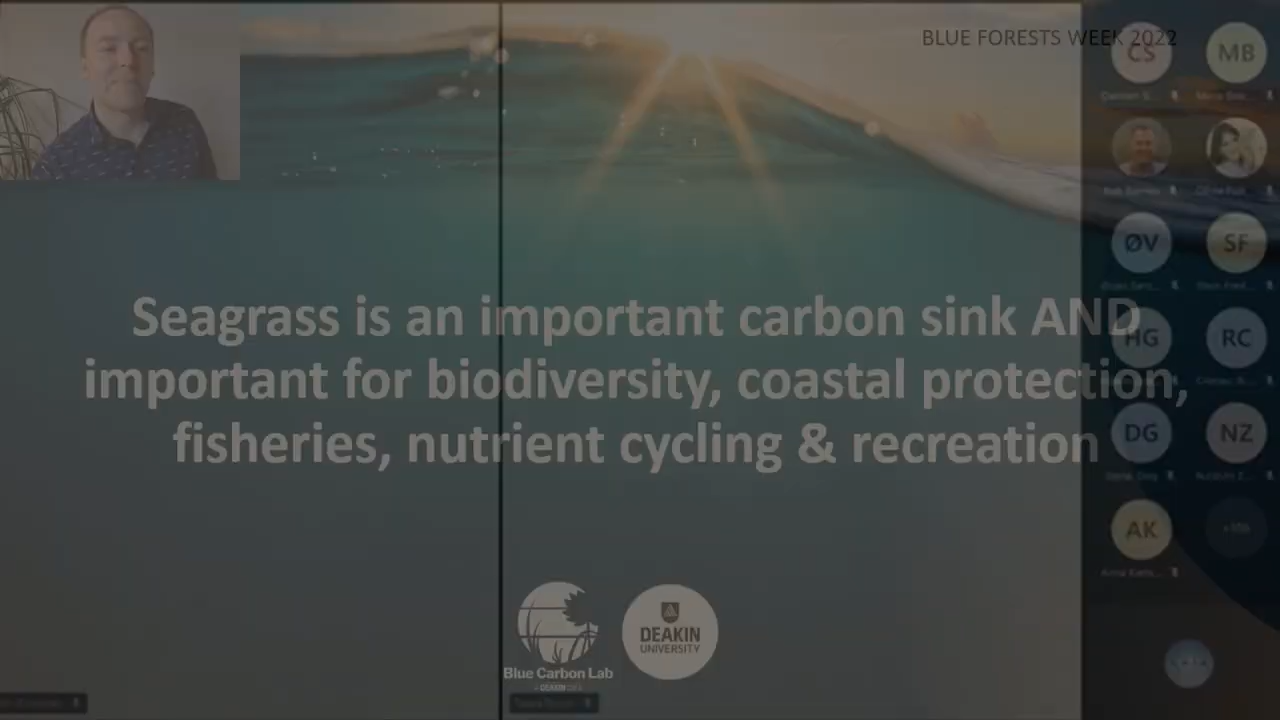 BLUE FORESTS WEEK 2022
CS
MB
ØV
SF
Seagrass is an important carbon sink AND
important for biodiversity, coastal protection,
fisheries, nutrient cycling & recreation
HG
RC
DG
NZ
AK
DEAKIN
UNIVERSITY
Blue Carbon Lab